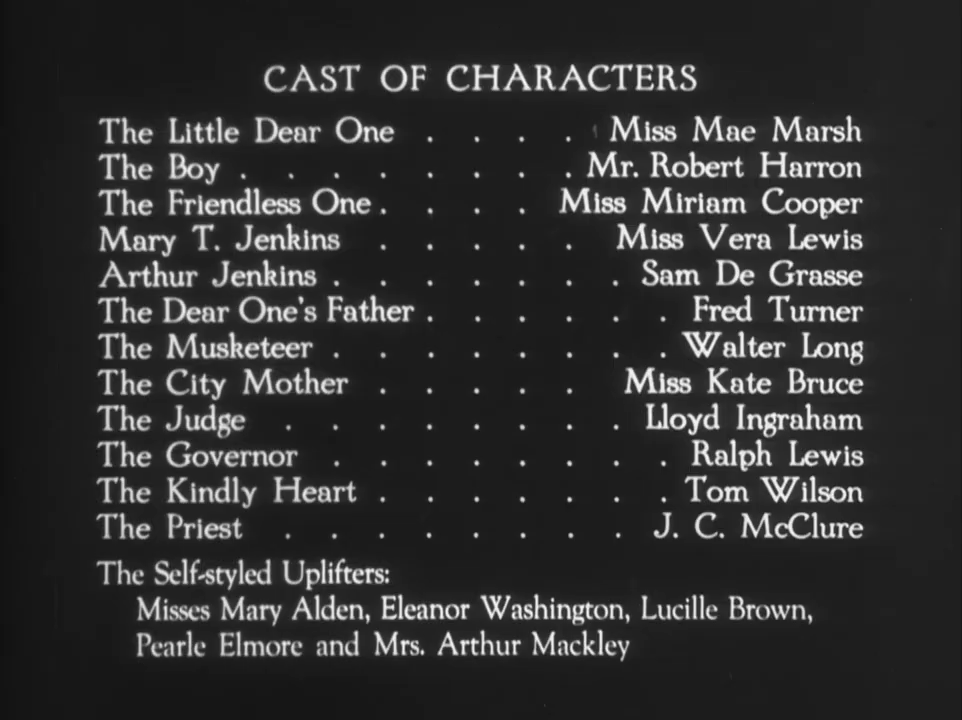 CAST OF CHARACTERS
The Little Dear One . . . . Miss Mae Marsh
The Boy . . . . . . . . Mr. Robert Harron
The Friendless One . . . . Miss Miriam Cooper
Mary T. Jenkins . . . . . Miss Vera Lewis
Arthur Jenkins . . . . . . . Sam De Grasse
The Dear One's Father . . . . . . Fred Turner
The Musketeer . . . . . . . . Walter Long
The City Mother . . . . . Miss Kate Bruce
The Judge . . . . . . . . Lloyd Ingraham
The Governor . . . . . . . . Ralph Lewis
The Kindly Heart . . . . . . . Tom Wilson
The Priest . . . . . . . . J. C. McClure
The Self-styled Uplifters:
Misses Mary Alden, Eleanor Washington, Lucille Brown,
Pearle Elmore and Mrs. Arthur Mackley